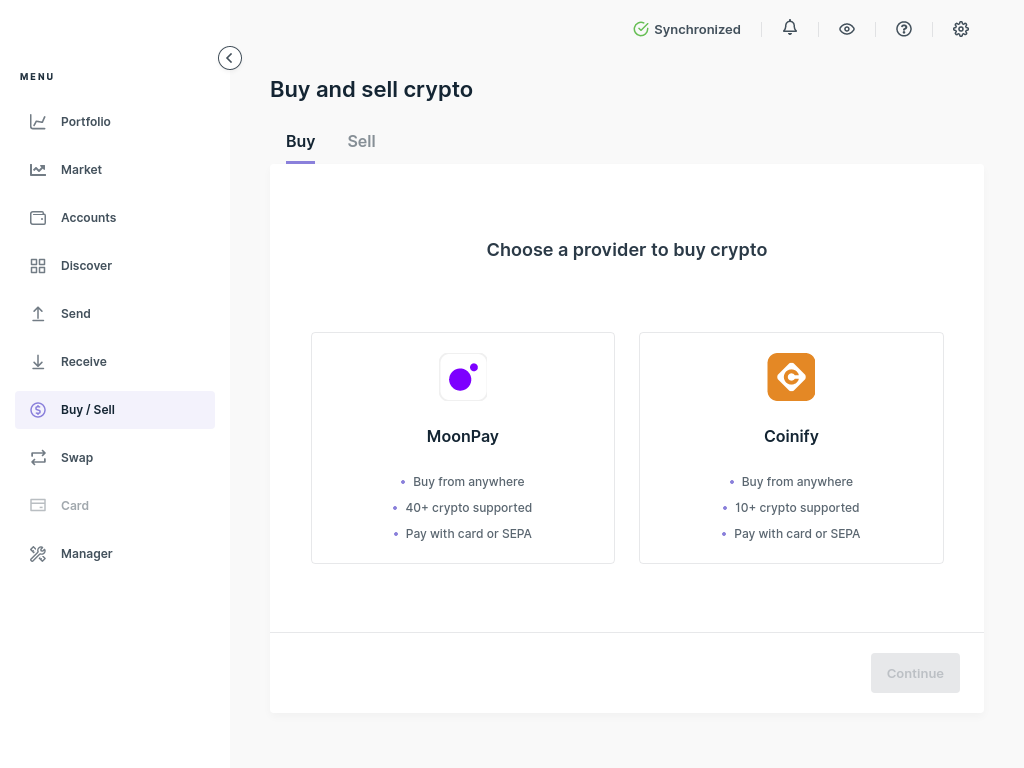 Synchronized
MENU
Portfolio
Market
Accounts
Discover
Send
Receive
Buy / Sell
Swap
Card
Manager
Buy and sell crypto
Buy Sell
Choose a provider to buy crypto
MoonPay
• Buy from anywhere
• 40+ crypto supported
• Pay with card or SEPA
Coinify
• Buy from anywhere
• 10+ crypto supported
• Pay with card or SEPA
Continue